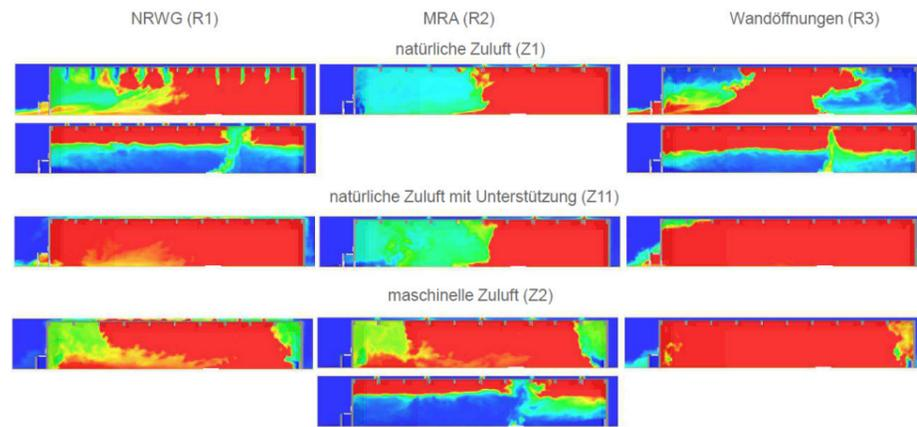 NRWG (R1)
MRA (R2)
Wandöffnungen (R3)
natürliche Zuluft (Z1)
natürliche Zuluft mit Unterstützung (Z11)
maschinelle Zuluft (Z2)